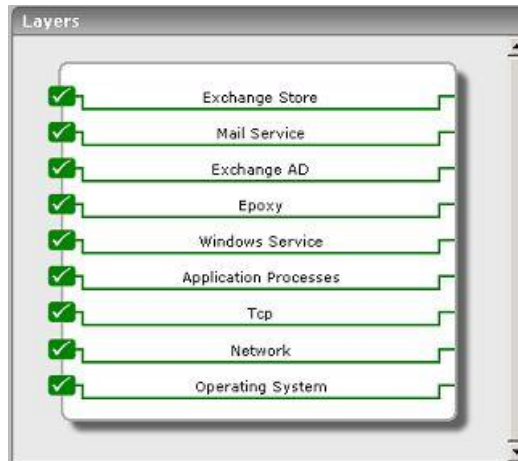 Layers
Exchange Store
Mail Service
Exchange AD
Epoxy
Windows Service
Application Processes
Tcp
Network
Operating System